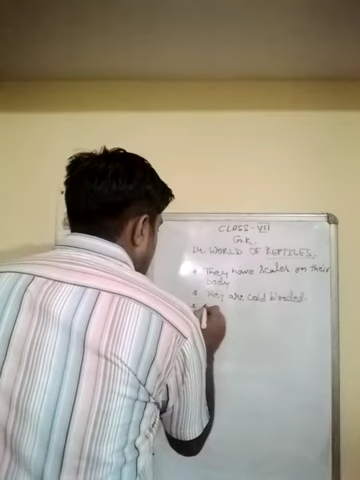 CLASS-VII
G.K.
14. WORLD OF REPTILES.
* They have scales on their
body
* They are cold blooded.